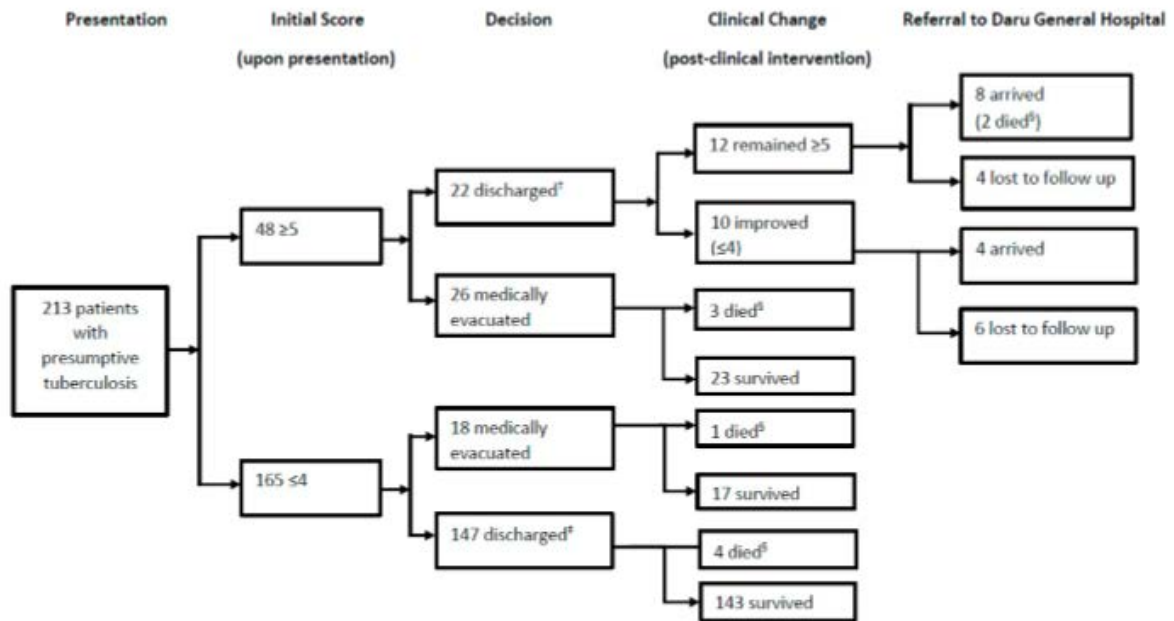 Presentation
Initial Score
(upon presentation)
Decision
Clinical Change
(post-clinical intervention)
Referral to Daru General Hospital
213 patients
with
presumptive
tuberculosis
48 ≥5
165 ≤4
22 discharged†
26 medically
evacuated
18 medically
evacuated
147 discharged‡
12 remained ≥5
10 improved
(≤4)
3 died§
23 survived
1 died§
17 survived
4 died§
143 survived
8 arrived
(2 died§)
4 lost to follow up
4 arrived
6 lost to follow up